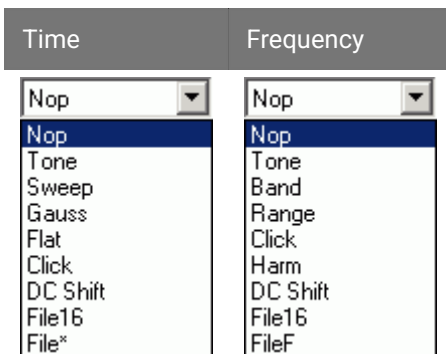 Time Frequency
Nop Nop
Nop Nop
Tone Tone
Sweep Band
Gauss Range
Flat Click
Click Harm
DC Shift DC Shift
File16 File16
File* FileF